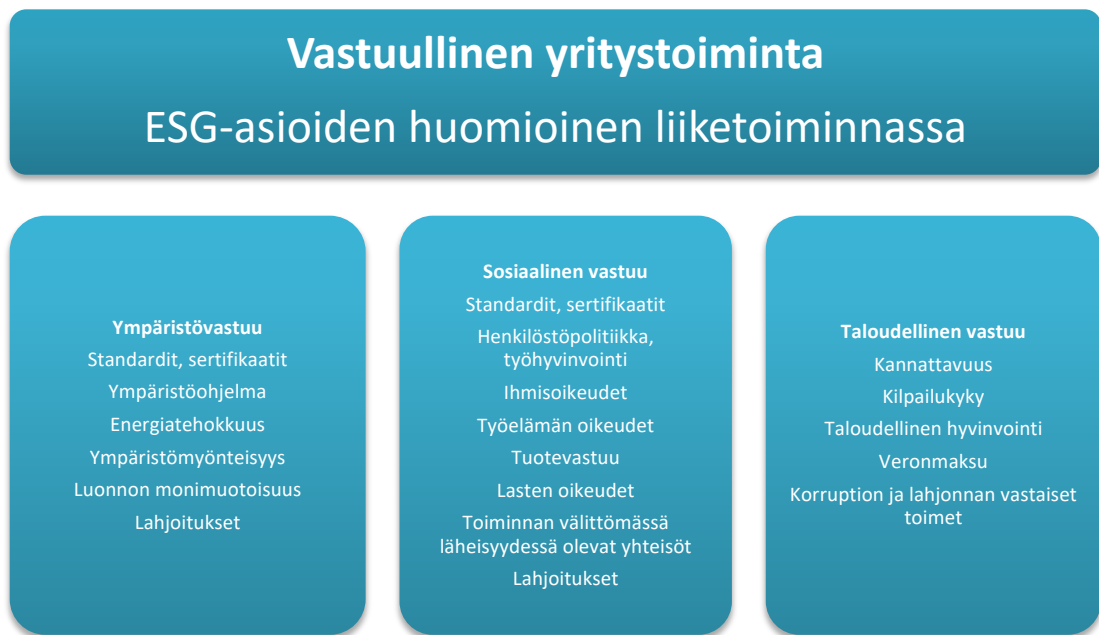 Vastuullinen yritystoiminta
ESG-asioiden huomioinen liiketoiminnassa
Ympäristövastuu
Standardit, sertifikaatit
Ympäristöohjelma
Energiatehokkuus
Ympäristömyönteisyys
Luonnon monimuotoisuus
Lahjoitukset
Sosiaalinen vastuu
Standardit, sertifikaatit
Henkilöstöpolitiikka,
työhyvinvointi
Ihmisoikeudet
Työelämän oikeudet
Tuotevastuu
Lasten oikeudet
Toiminnan välittömässä
läheisyydessä olevat yhteisöt
Lahjoitukset
Taloudellinen vastuu
Kannattavuus
Kilpailukyky
Taloudellinen hyvinvointi
Veronmaksu
Korruption ja lahjonnan vastaiset
toimet